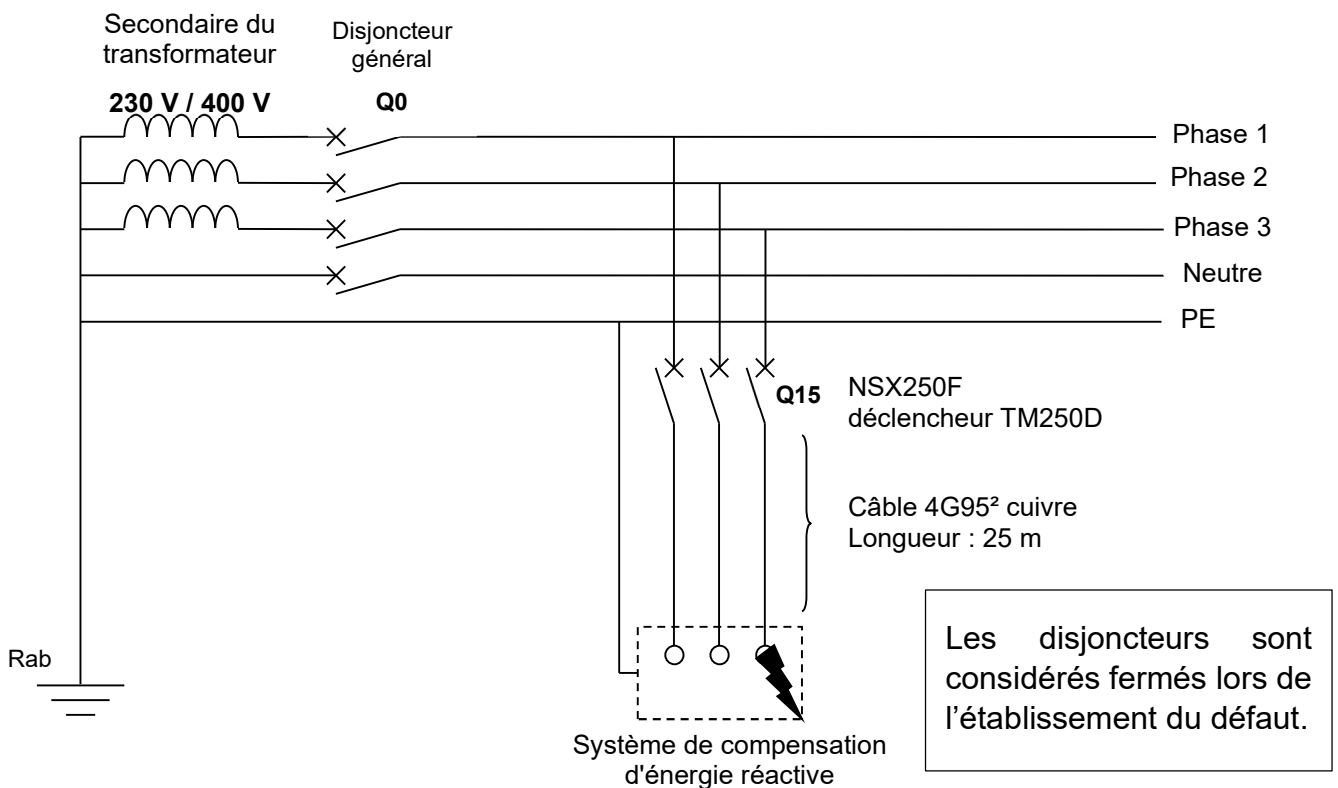 Secondaire du
transformateur
230 V / 400 V
Disjoncteur
général
Q0
Phase 1
Phase 2
Phase 3
Neutre
PE
Q15
NSX250F
déclencheur TM250D
Câble 4G95² cuivre
Longueur : 25 m
Rab
Les disjoncteurs sont
considérés fermés lors de
l’établissement du défaut.
Système de compensation
d'énergie réactive